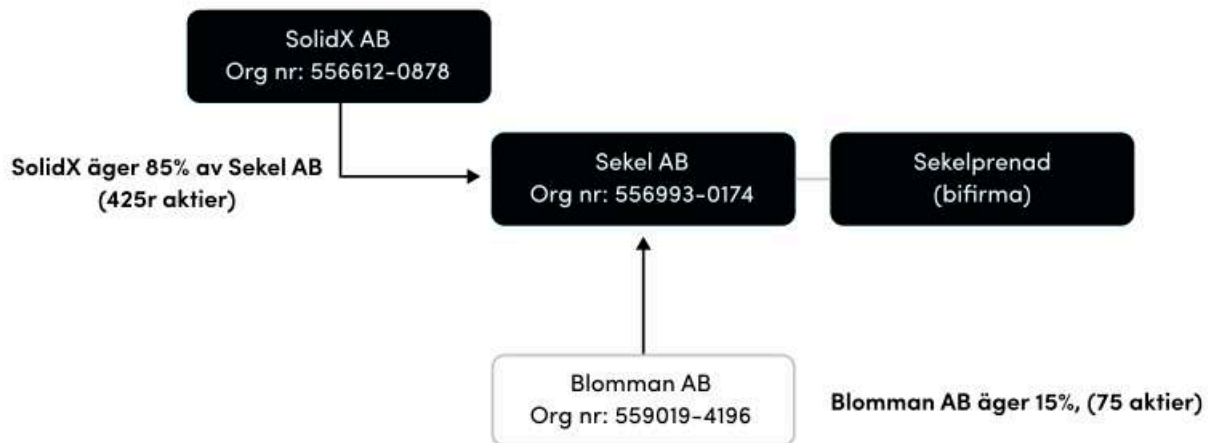 SolidX AB
Org nr: 556612-0878
SolidX äger 85% av Sekel AB
(425r aktier)
Sekel AB
Org nr: 556993-0174
Sekelprenad
(bifirma)
Blomman AB
Org nr: 559019-4196
Blomman AB äger 15%, (75 aktier)